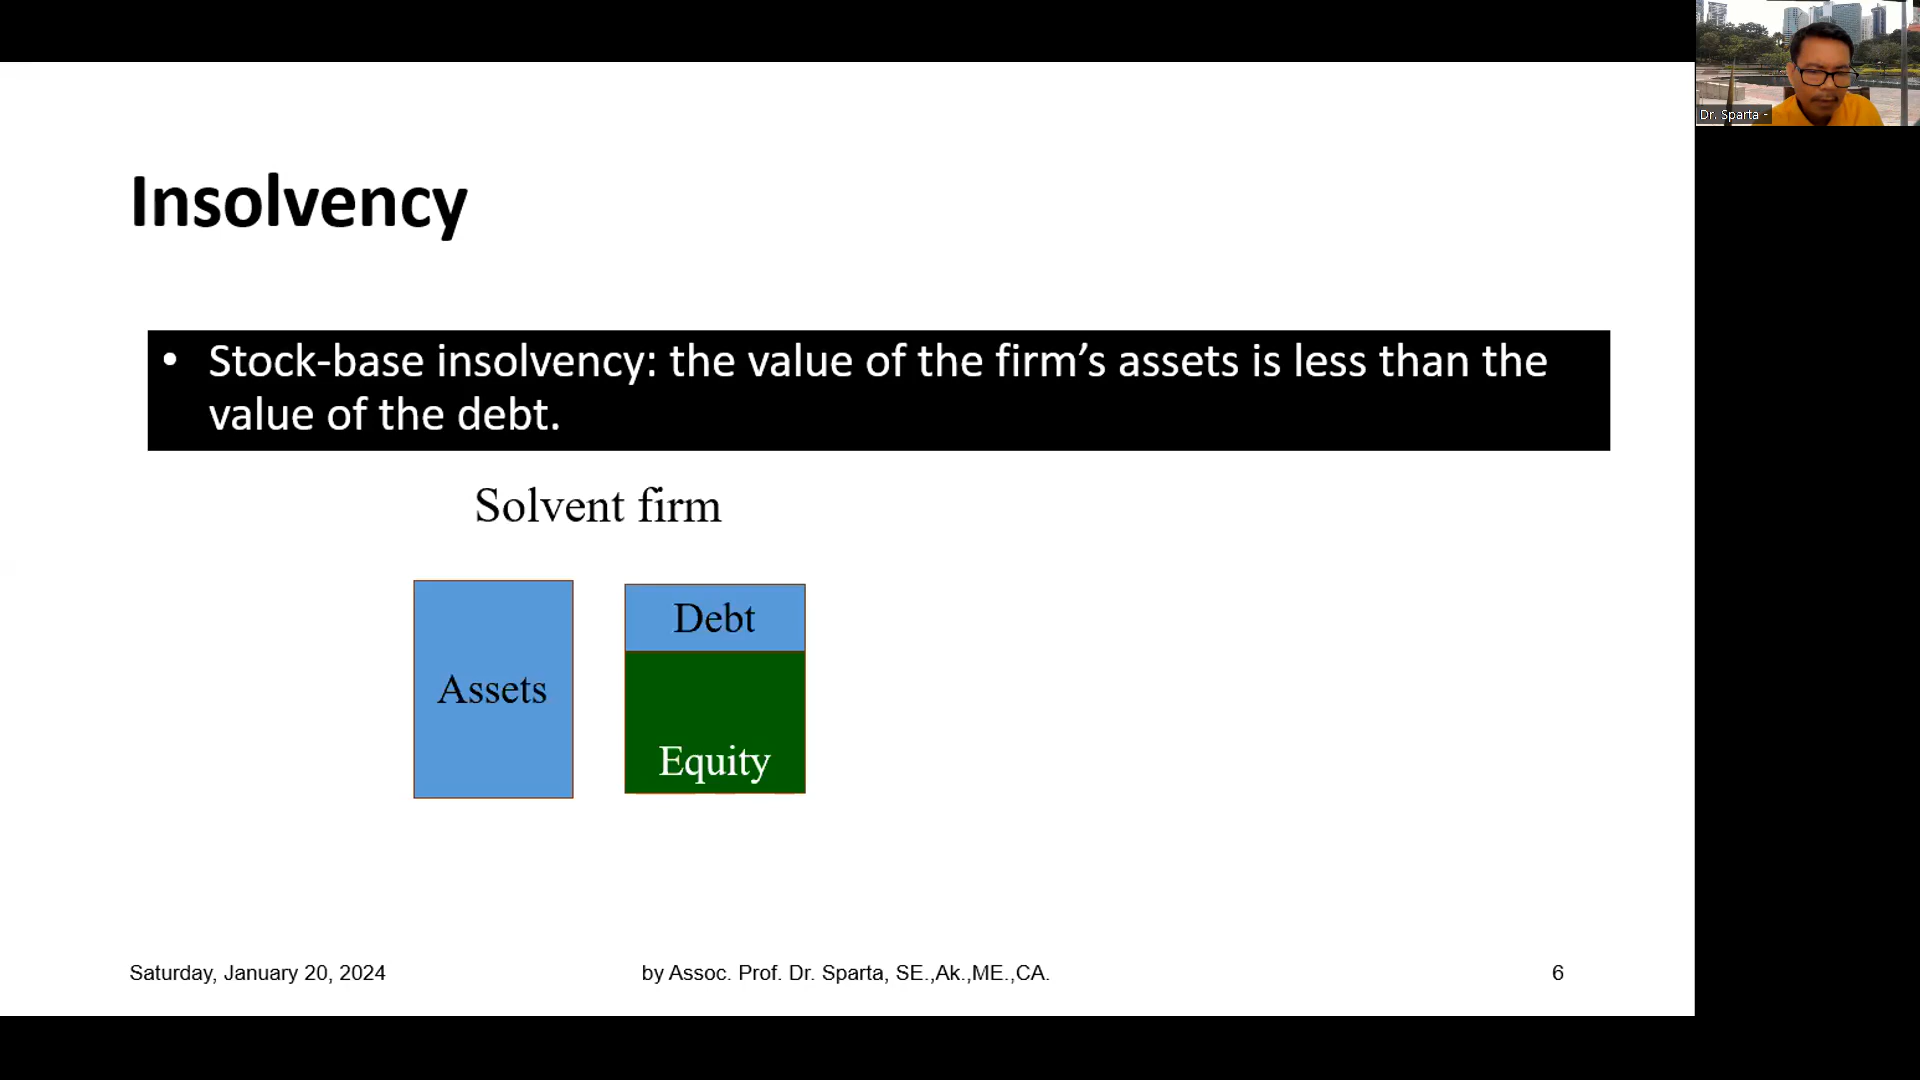 Dr. Sparta -
Insolvency
• Stock-base insolvency: the value of the firm’s assets is less than the
value of the debt.
Solvent firm
Debt
Assets
Equity
Saturday, January 20, 2024
by Assoc. Prof. Dr. Sparta, SE.,Ak.,ME.,CA.
6